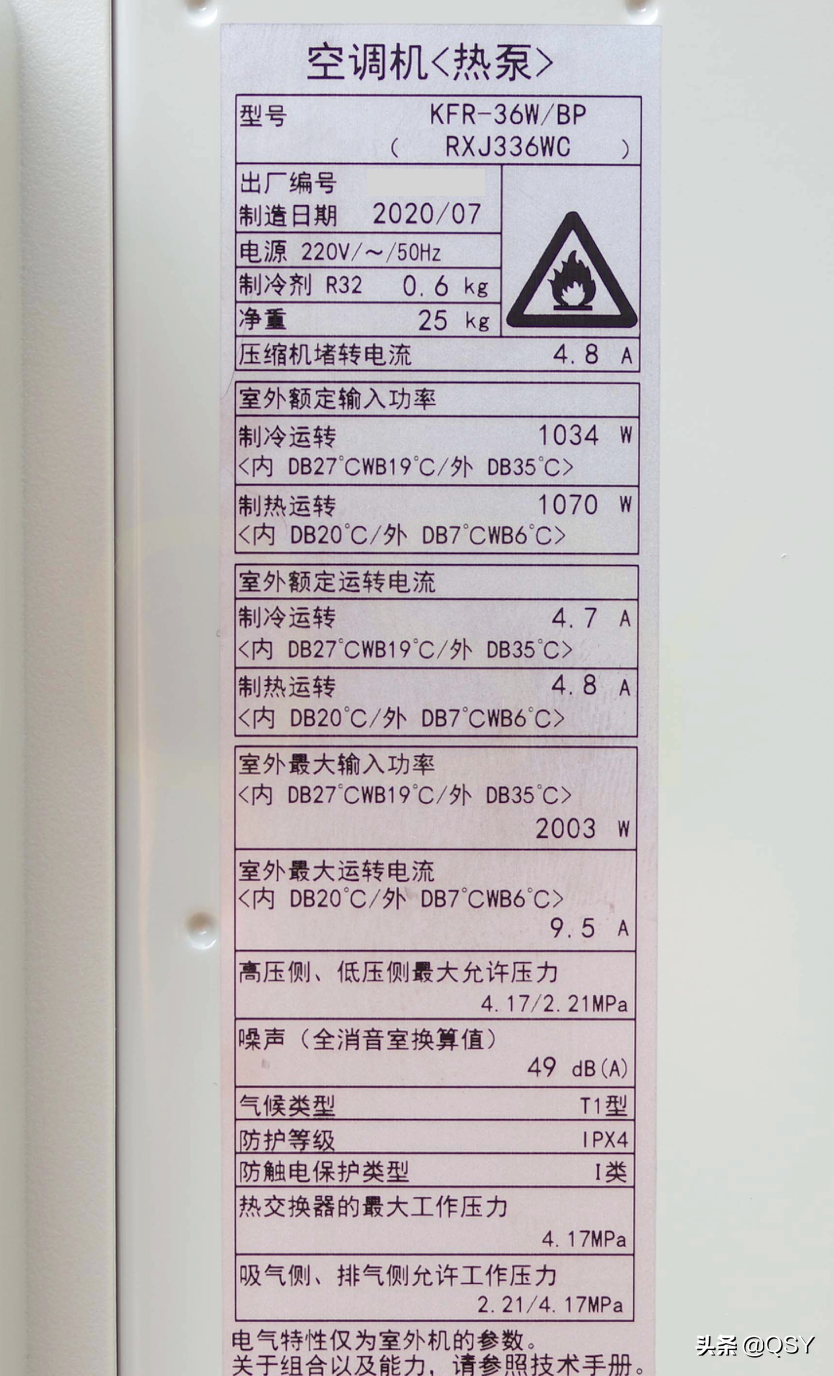 空调机<热泵>
型号 KFR-36W/BP
( RXJ336WC )
出厂编号
制造日期 2020/07
电源 220V/～/50Hz
制冷剂 R32 0.6 kg
净重 25 kg
压缩机堵转电流 4.8 A
室外额定输入功率
制冷运转 1034 W
<内 DB27℃WB19℃/外 DB35℃>
制热运转 1070 W
<内 DB20℃/外 DB7℃WB6℃>
室外额定运转电流
制冷运转 4.7 A
<内 DB27℃WB19℃/外 DB35℃>
制热运转 4.8 A
<内 DB20℃/外 DB7℃WB6℃>
室外最大输入功率
<内 DB27℃WB19℃/外 DB35℃>
2003 W
室外最大运转电流
<内 DB20℃/外 DB7℃WB6℃>
9.5 A
高压侧、低压侧最大允许压力
4.17/2.21MPa
噪声（全消音室换算值）
49 dB(A)
气候类型 T1型
防护等级 IPX4
防触电保护类型 I类
热交换器的最大工作压力
4.17MPa
吸气侧、排气侧允许工作压力
2.21/4.17MPa
电气特性仅为室外机的参数。
关于组合以及能力，请参照技术手册。
头条 @QSY